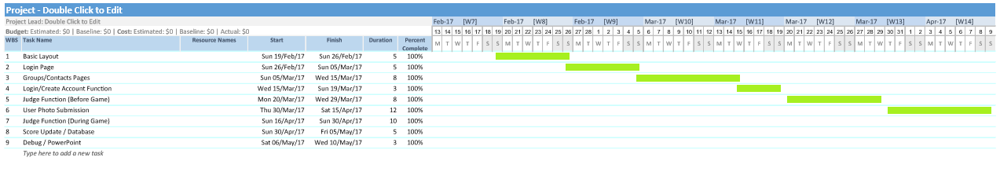 Project - Double Click to Edit
Project Lead: Double Click to Edit Feb-17 [W7] Feb-17 [W8] Feb-17 [W9] Mar-17 [W10] Mar-17 [W11] Mar-17 [W12] Mar-17 [W13] Apr-17 [W14]
Budget: Estimated: $0 | Baseline: $0 | Cost: Estimated: $0 | Baseline: $0 | Actual: $0 13 14 15 16 17 18 19 20 21 22 23 24 25 26 27 28 1 2 3 4 5 6 7 8 9 10 11 12 13 14 15 16 17 18 19 20 21 22 23 24 25 26 27 28 29 30 31 1 2 3 4 5 6 7 8 9
WBS Task Name Resource Names Start Finish Duration Percent Complete M T W T F S S M T W T F S S M T W T F S S M T W T F S S M T W T F S S M T W T F S S M T W T F S S M T W T F S S
1 Basic Layout Sun 19/Feb/17 Sun 26/Feb/17 5 100%
2 Login Page Sun 26/Feb/17 Sun 05/Mar/17 5 100%
3 Groups/Contacts Pages Sun 05/Mar/17 Wed 15/Mar/17 8 100%
4 Login/Create Account Function Wed 15/Mar/17 Sun 19/Mar/17 3 100%
5 Judge Function (Before Game) Mon 20/Mar/17 Wed 29/Mar/17 8 100%
6 User Photo Submission Thu 30/Mar/17 Sat 15/Apr/17 12 100%
7 Judge Function (During Game) Sun 16/Apr/17 Sun 30/Apr/17 10 100%
8 Score Update / Database Sun 30/Apr/17 Fri 05/May/17 5 100%
9 Debug / PowerPoint Sat 06/May/17 Wed 10/May/17 3 100%
Type here to add a new task